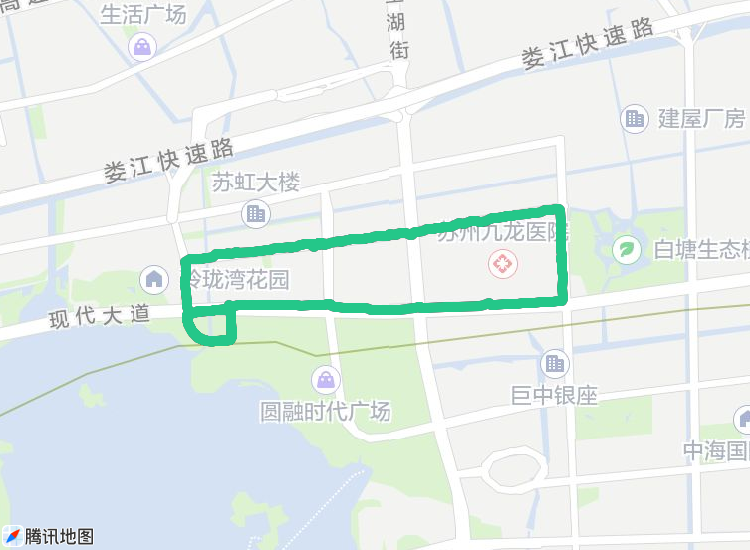 生活广场
湖街
娄江快速路
建屋厂房
娄江快速路
苏虹大楼
苏州九龙医院
白塘生态植
玲珑湾花园
现代大道
圆融时代广场
巨中银座
中海国
腾讯地图